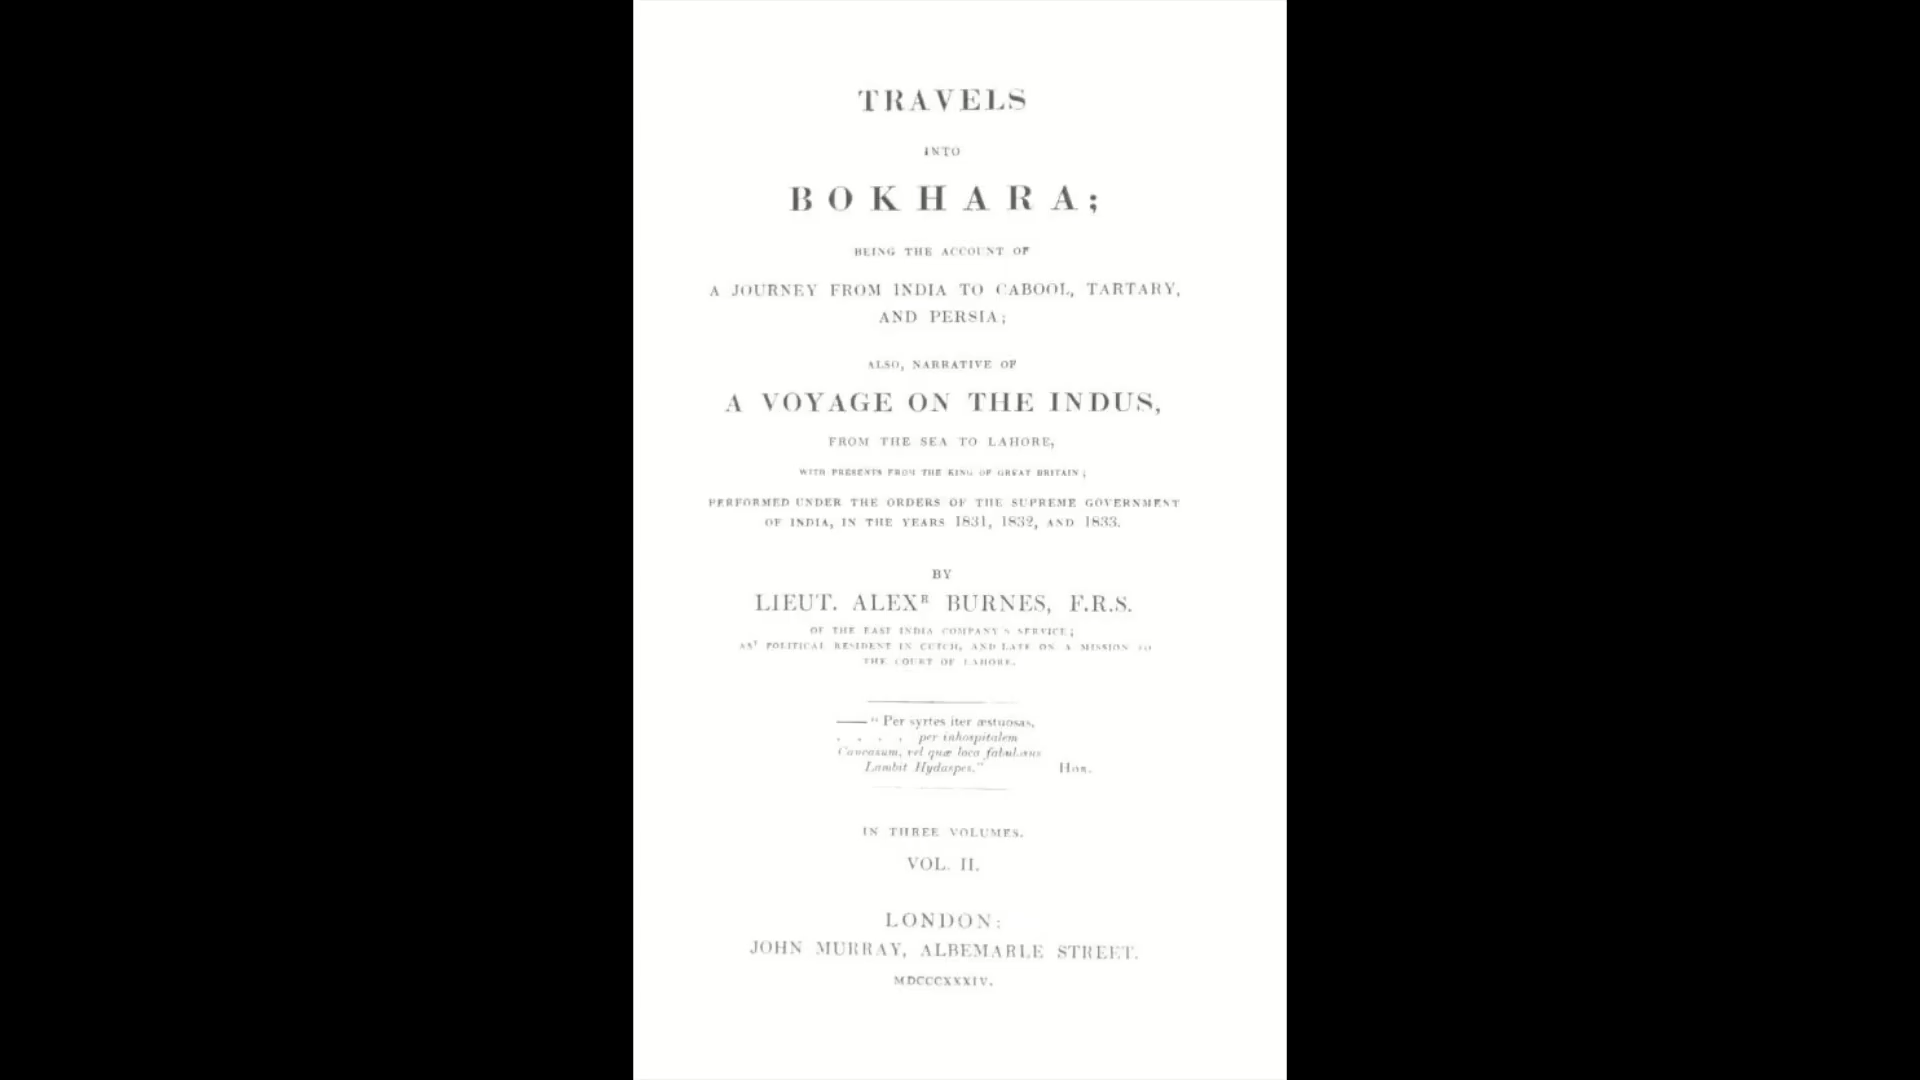 TRAVELS
INTO
BOKHARA;
BEING THE ACCOUNT OF
A JOURNEY FROM INDIA TO CABOOL, TARTARY,
AND PERSIA;
ALSO, NARRATIVE OF
A VOYAGE ON THE INDUS,
FROM THE SEA TO LAHORE,
WITH PRESENTS FROM THE KING OF GREAT BRITAIN;
PERFORMED UNDER THE ORDERS OF THE SUPREME GOVERNMENT
OF INDIA, IN THE YEARS 1831, 1832, AND 1833.
BY
LIEUT. ALEXᴿ BURNES, F.R.S.
OF THE EAST INDIA COMPANY'S SERVICE;
ASᵀ POLITICAL RESIDENT IN CUTCH, AND LATE ON A MISSION TO
THE COURT OF LAHORE.
—— "Per syrtes iter æstuosas,
. . . . per inhospitalem
Caucasum, vel quæ loca fabulosus
Lambit Hydaspes." HOR.
IN THREE VOLUMES.
VOL. II.
LONDON:
JOHN MURRAY, ALBEMARLE STREET.
MDCCCXXXIV.